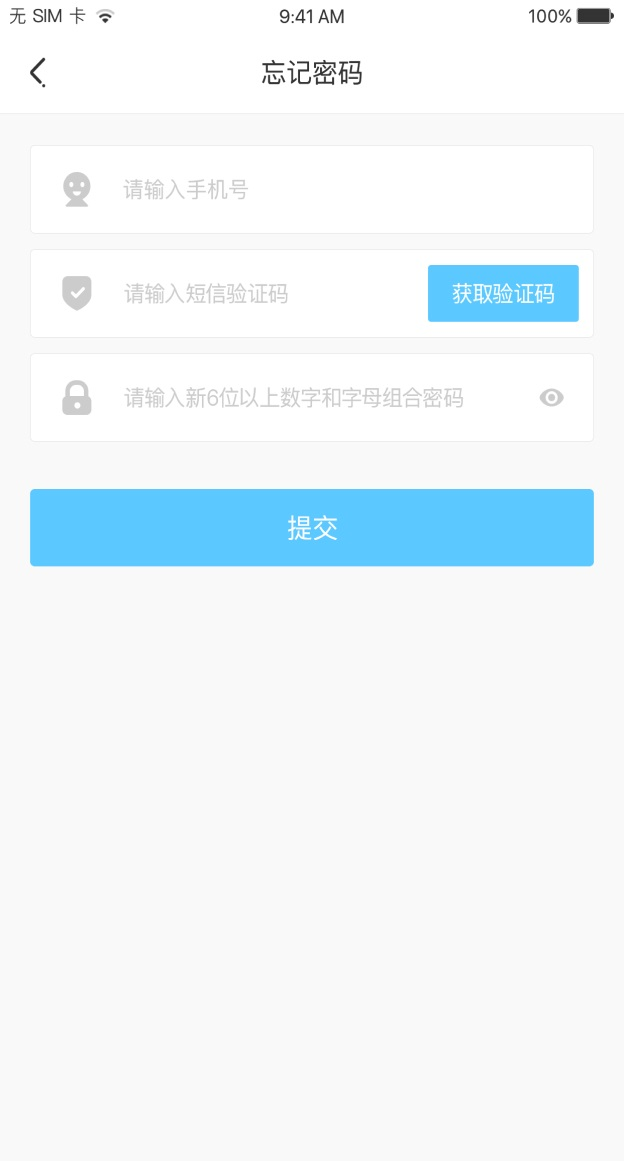 无 SIM 卡 9:41 AM 100%
忘记密码
请输入手机号
请输入短信验证码 获取验证码
请输入新6位以上数字和字母组合密码
提交